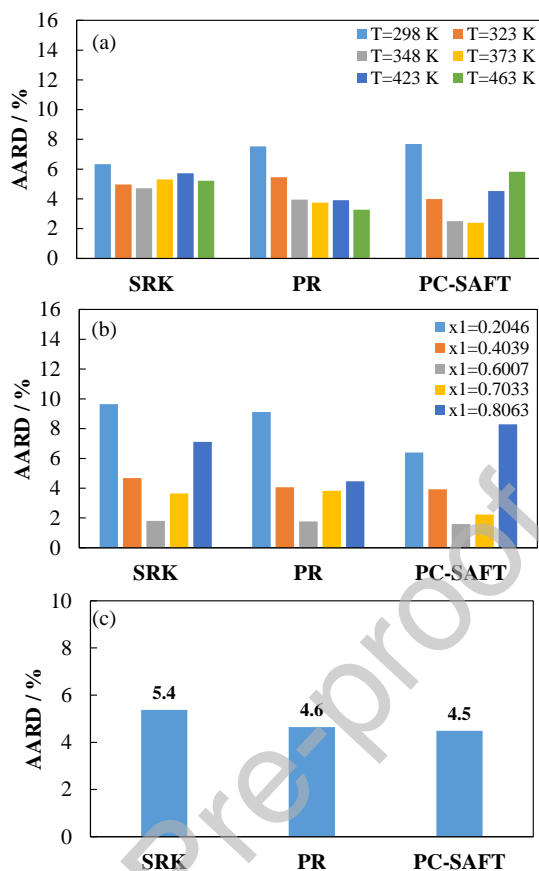 (a)
T=298 K T=323 K
T=348 K T=373 K
T=423 K T=463 K
16
14
12
10
8
6
4
2
0
AARD / %
SRK PR PC-SAFT
(b)
x1=0.2046
x1=0.4039
x1=0.6007
x1=0.7033
x1=0.8063
16
14
12
10
8
6
4
2
0
AARD / %
SRK PR PC-SAFT
(c)
10
8
6
4
2
0
AARD / %
5.4 4.6 4.5
SRK PR PC-SAFT
Pre-proof